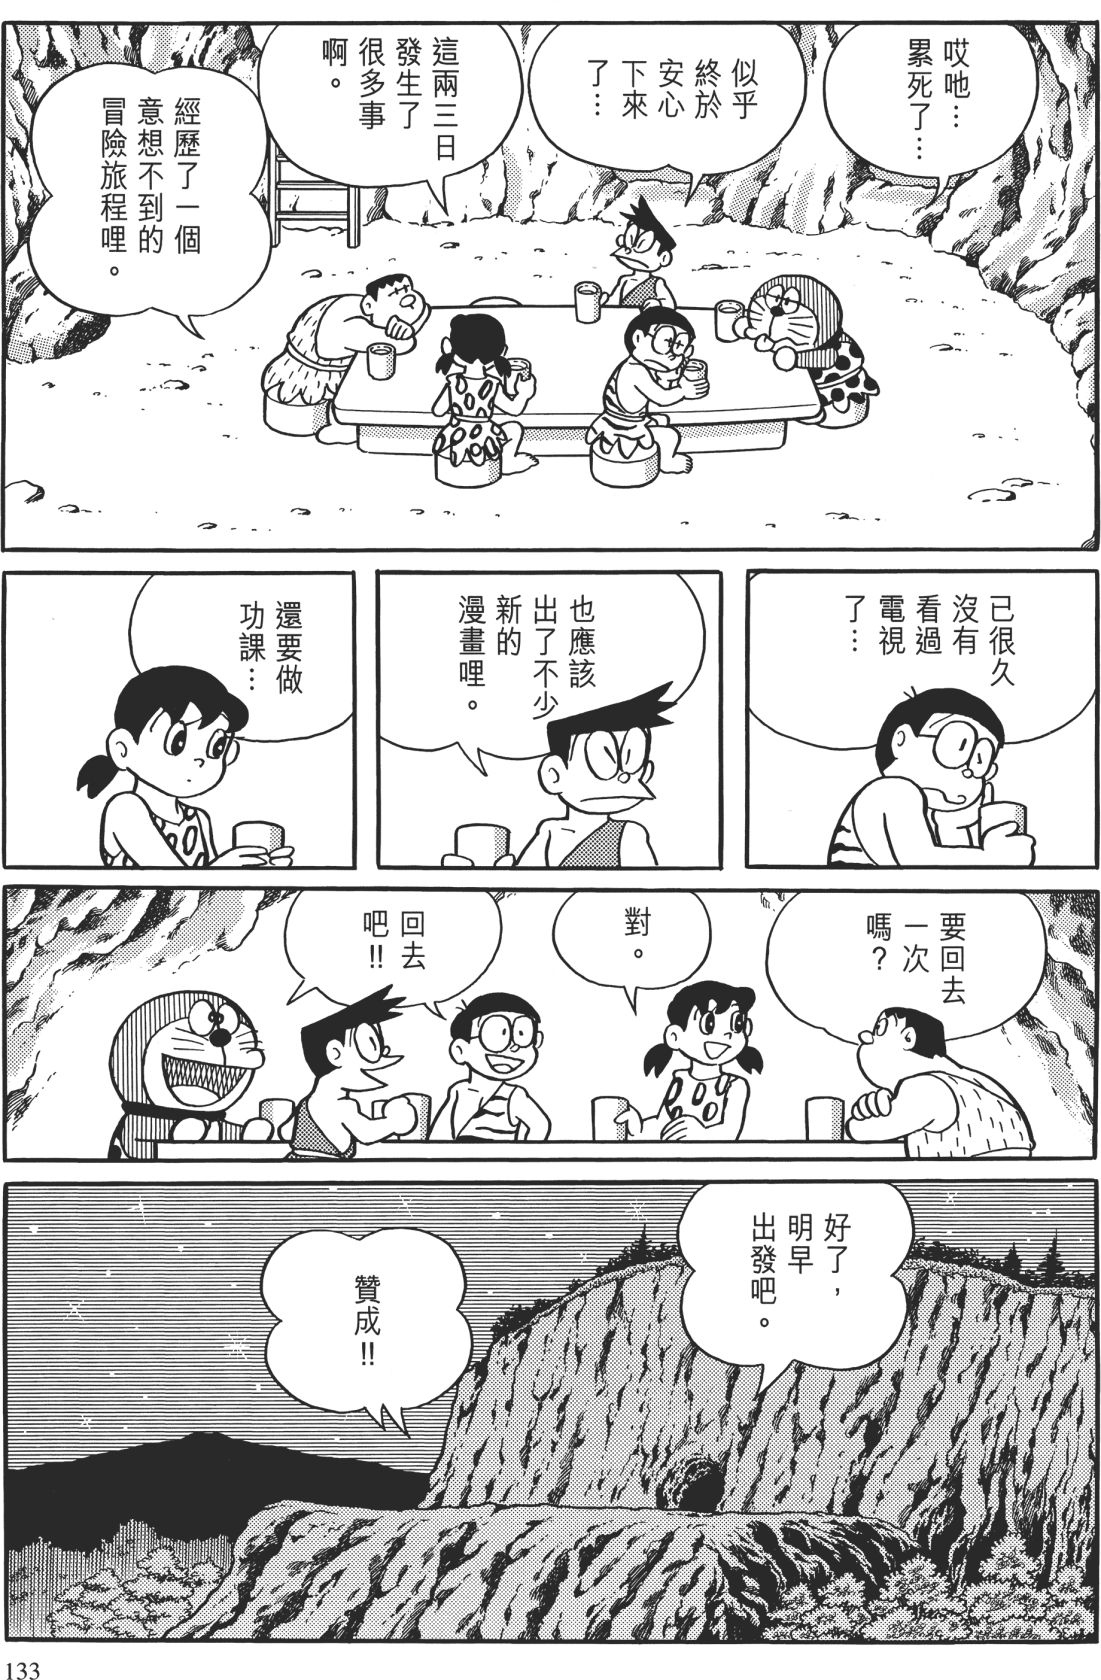 哎吔…
累死了…
似乎
終於
安心
下來
了…
這兩三日
發生了
很多事
啊。
經歷了一個
意想不到的
冒險旅程哩。
已很久
沒有
看過
電視
了…
也應該
出了不少
新的
漫畫哩。
還要做
功課…
要回去
一次
嗎？
對。
回去
吧!!
好了，
明早
出發吧。
贊成!!
133